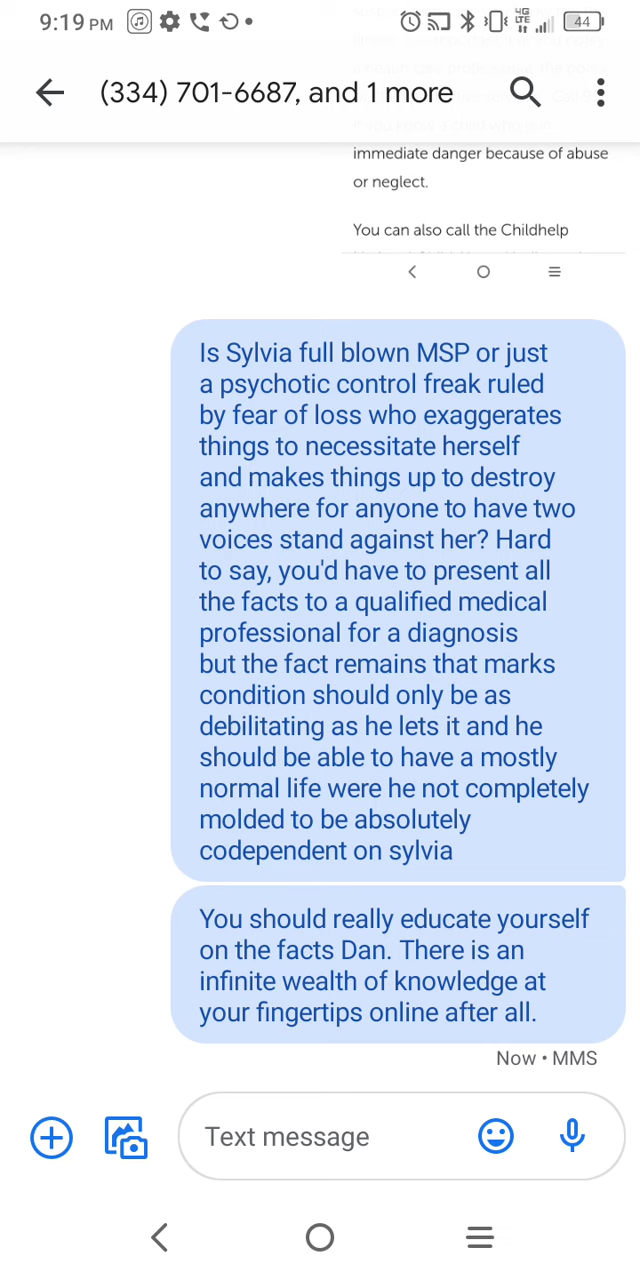 9:19 PM 4G LTE 44
(334) 701-6687, and 1 more
immediate danger because of abuse
or neglect.
You can also call the Childhelp
Is Sylvia full blown MSP or just
a psychotic control freak ruled
by fear of loss who exaggerates
things to necessitate herself
and makes things up to destroy
anywhere for anyone to have two
voices stand against her? Hard
to say, you'd have to present all
the facts to a qualified medical
professional for a diagnosis
but the fact remains that marks
condition should only be as
debilitating as he lets it and he
should be able to have a mostly
normal life were he not completely
molded to be absolutely
codependent on sylvia
You should really educate yourself
on the facts Dan. There is an
infinite wealth of knowledge at
your fingertips online after all.
Now • MMS
Text message